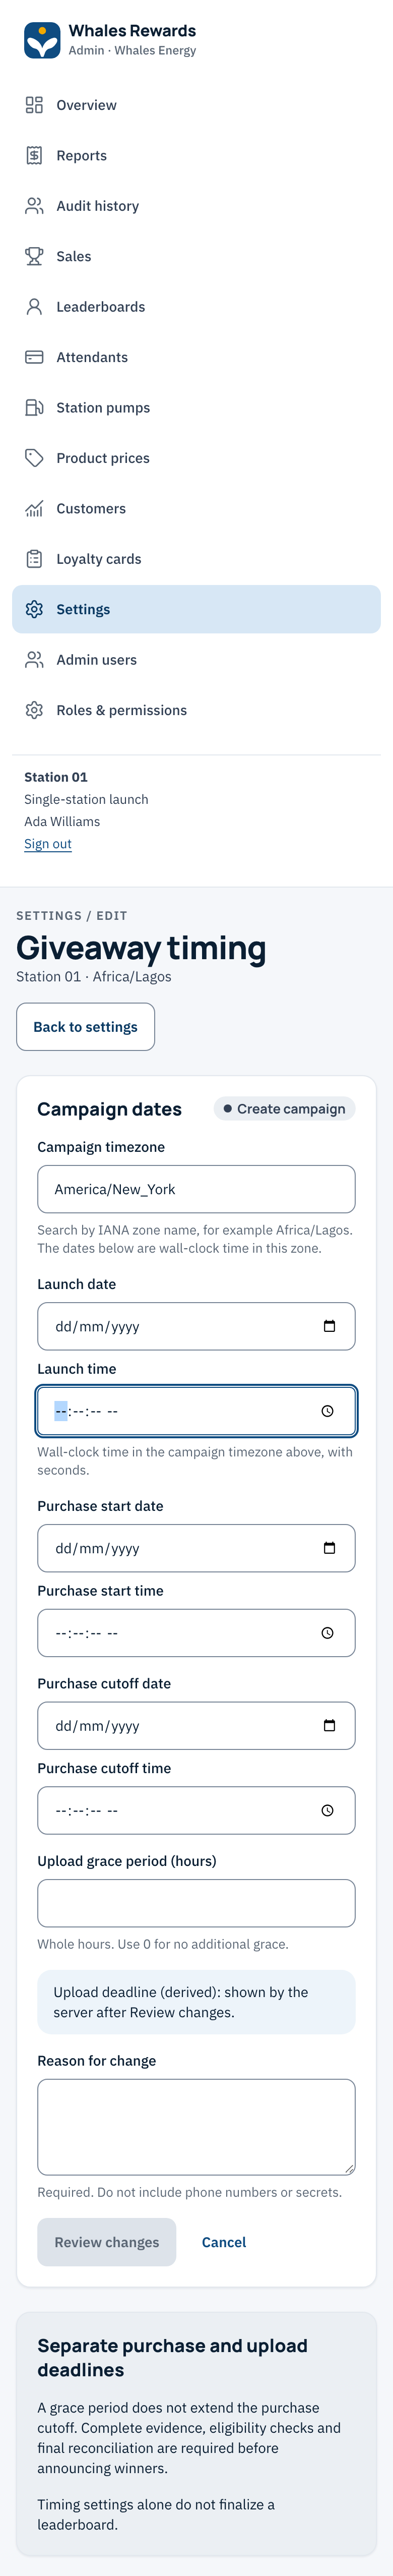 Whales Rewards
Admin · Whales Energy
Overview
Reports
Audit history
Sales
Leaderboards
Attendants
Station pumps
Product prices
Customers
Loyalty cards
Settings
Admin users
Roles & permissions
Station 01
Single-station launch
Ada Williams
Sign out
SETTINGS / EDIT
Giveaway timing
Station 01 · Africa/Lagos
Back to settings
Campaign dates
Create campaign
Campaign timezone
America/New_York
Search by IANA zone name, for example Africa/Lagos.
The dates below are wall-clock time in this zone.
Launch date
dd/mm/yyyy
Launch time
--:--:-- --
Wall-clock time in the campaign timezone above, with
seconds.
Purchase start date
dd/mm/yyyy
Purchase start time
--:--:-- --
Purchase cutoff date
dd/mm/yyyy
Purchase cutoff time
--:--:-- --
Upload grace period (hours)
Whole hours. Use 0 for no additional grace.
Upload deadline (derived): shown by the
server after Review changes.
Reason for change
Required. Do not include phone numbers or secrets.
Review changes
Cancel
Separate purchase and upload
deadlines
A grace period does not extend the purchase
cutoff. Complete evidence, eligibility checks and
final reconciliation are required before
announcing winners.
Timing settings alone do not finalize a
leaderboard.